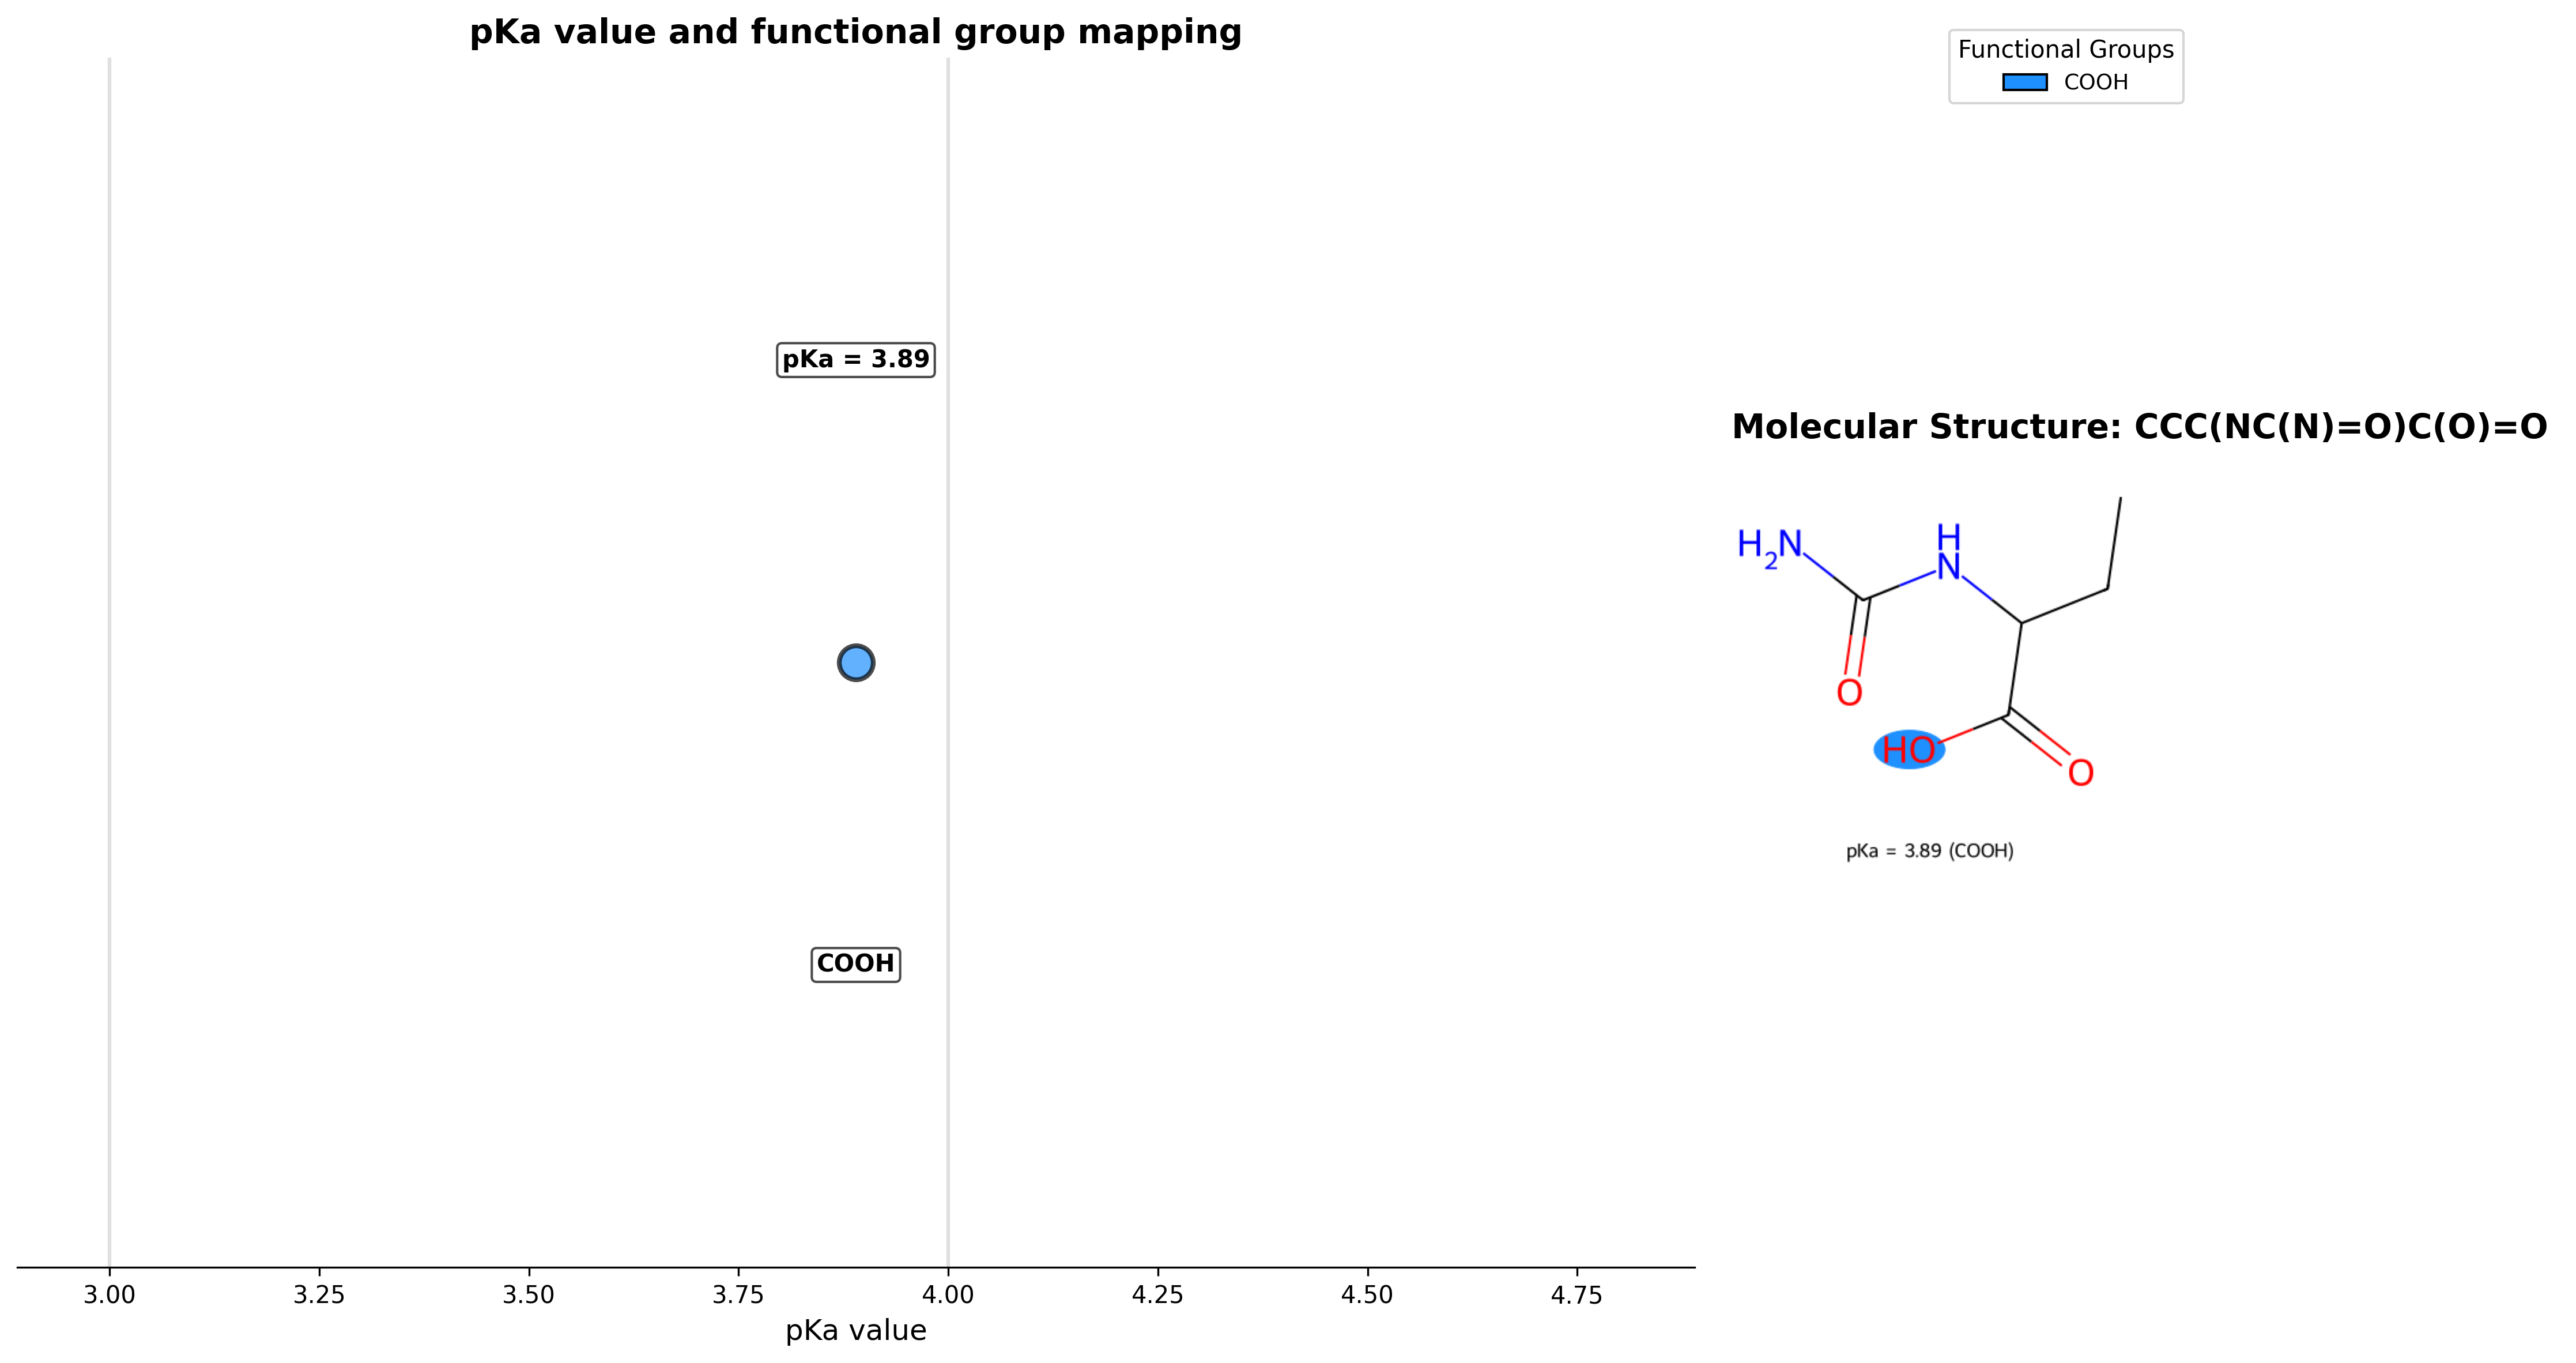 pKa value and functional group mapping
pKa = 3.89
COOH
3.00
3.25
3.50
3.75
4.00
4.25
4.50
4.75
pKa value
Functional Groups
COOH
Molecular Structure: CCC(NC(N)=O)C(O)=O
H2N
H
N
O
HO
O
pKa = 3.89 (COOH)